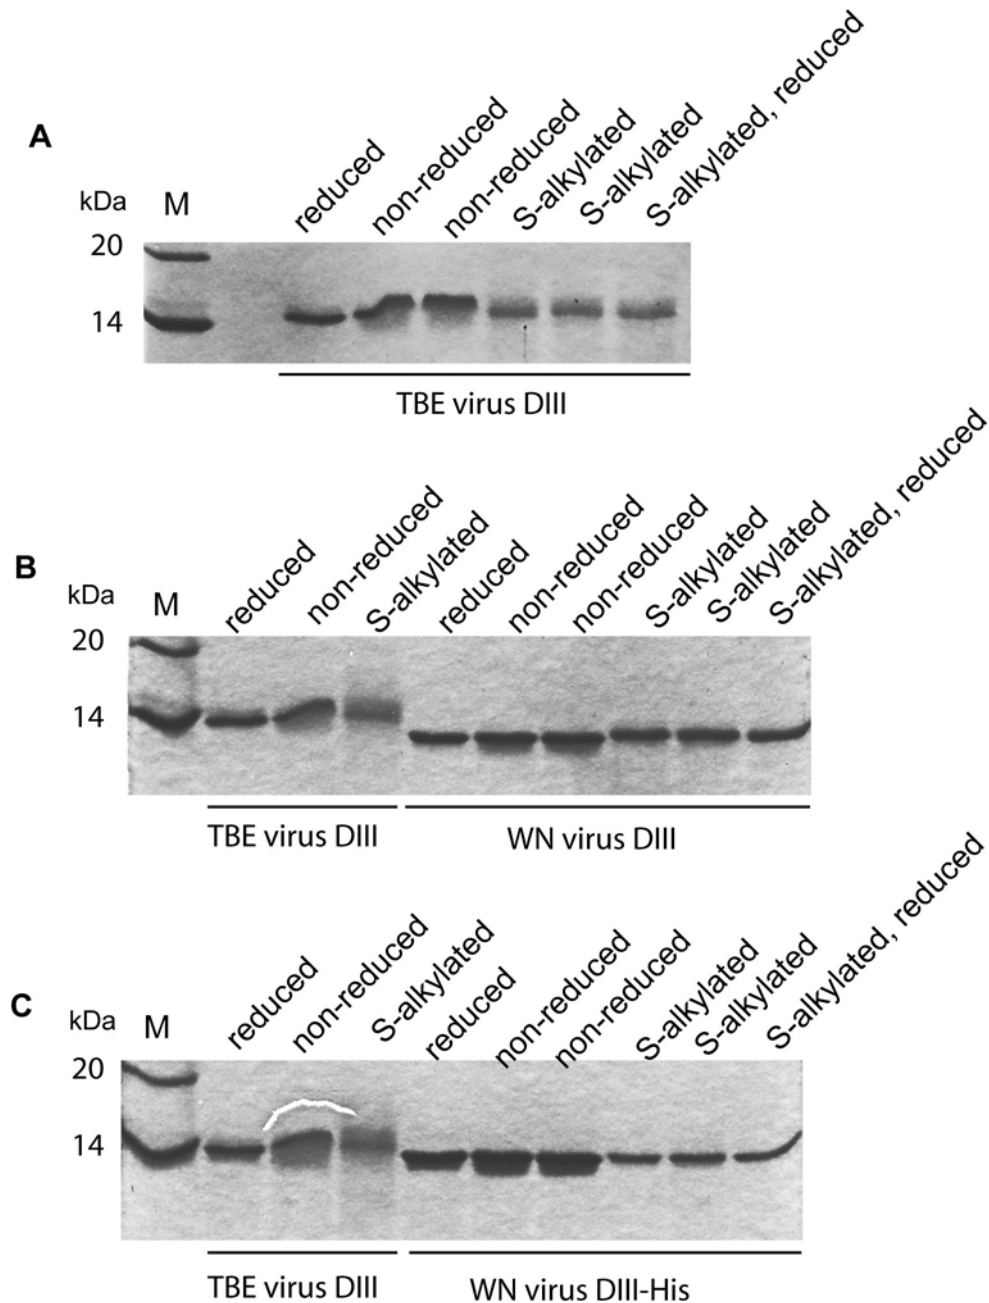 A
kDa
M
reduced
non-reduced
non-reduced
S-alkylated
S-alkylated
S-alkylated, reduced
20
14
TBE virus DIII
B
kDa
M
reduced
non-reduced
S-alkylated
reduced
non-reduced
non-reduced
S-alkylated
S-alkylated
S-alkylated, reduced
20
14
TBE virus DIII
WN virus DIII
C
kDa
M
reduced
non-reduced
S-alkylated
reduced
non-reduced
non-reduced
S-alkylated
S-alkylated
S-alkylated, reduced
20
14
TBE virus DIII
WN virus DIII-His